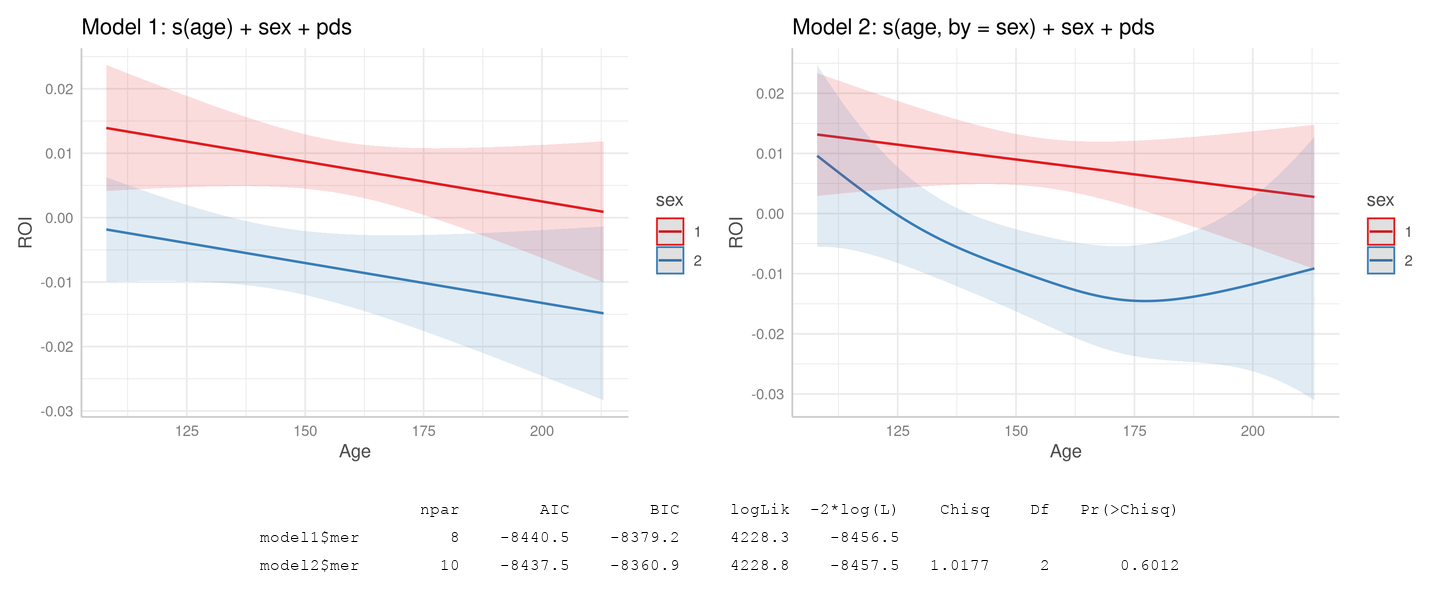 Model 1: s(age) + sex + pds
0.02
0.01
0.00
-0.01
-0.02
-0.03
ROI
125 150 175 200
Age
sex
1
2
Model 2: s(age, by = sex) + sex + pds
0.02
0.01
0.00
-0.01
-0.02
-0.03
ROI
125 150 175 200
Age
sex
1
2
npar AIC BIC logLik -2*log(L) Chisq Df Pr(>Chisq)
model1$mer 8 -8440.5 -8379.2 4228.3 -8456.5
model2$mer 10 -8437.5 -8360.9 4228.8 -8457.5 1.0177 2 0.6012